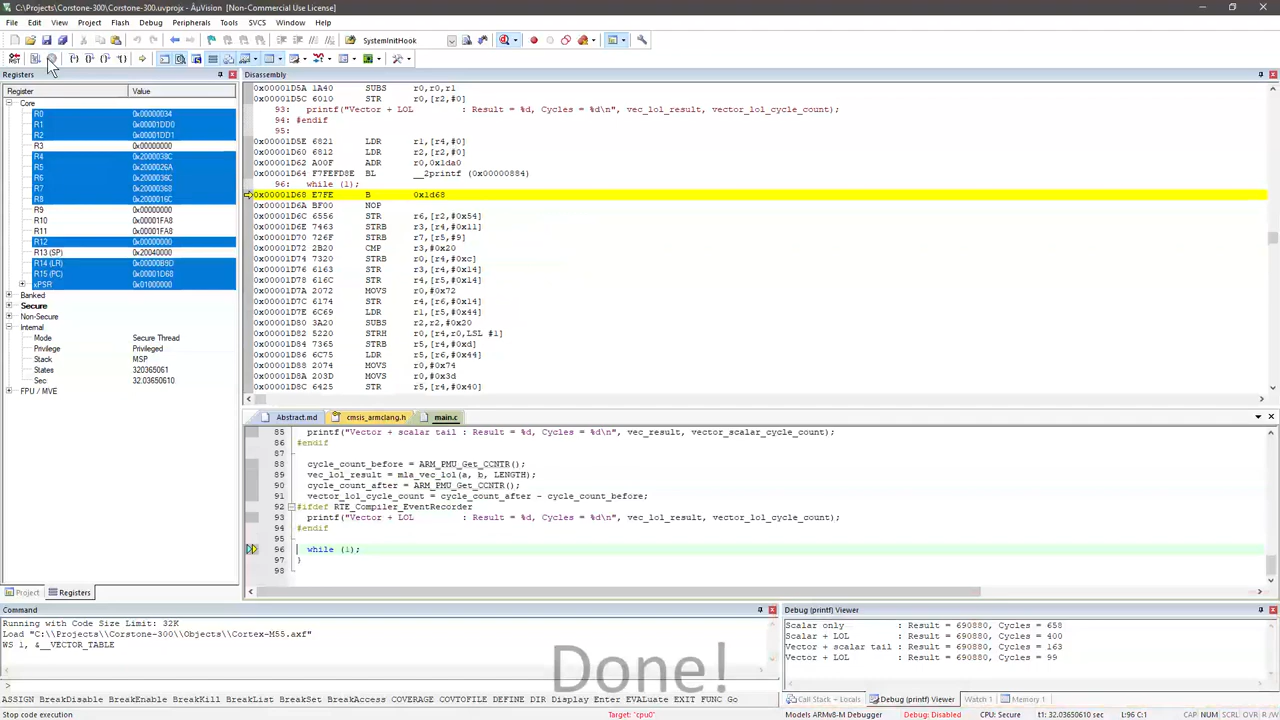 C:\Projects\Corstone-300\Corstone-300.uvprojx - µVision [Non-Commercial Use License]
File Edit View Project Flash Debug Peripherals Tools SVCS Window Help
SystemInitHook
Registers
Register Value
Core
R0 0x00000034
R1 0x00001DD0
R2 0x00001DD1
R3 0x00000000
R4 0x2000038C
R5 0x2000026A
R6 0x2000036C
R7 0x20000368
R8 0x2000016C
R9 0x00000000
R10 0x00001FA8
R11 0x00001FA8
R12 0x00000000
R13 (SP) 0x20040000
R14 (LR) 0x00000B9D
R15 (PC) 0x00001D68
xPSR 0x01000000
Banked
Secure
Non-Secure
Internal
Mode Secure Thread
Privilege Privileged
Stack MSP
States 320365061
Sec 32.03650610
FPU / MVE
Project Registers
Disassembly
0x00001D5A 1A40 SUBS r0,r0,r1
0x00001D5C 6010 STR r0,[r2,#0]
93: printf("Vector + LOL : Result = %d, Cycles = %d\n", vec_lol_result, vector_lol_cycle_count);
94: #endif
95:
0x00001D5E 6821 LDR r1,[r4,#0]
0x00001D60 6812 LDR r2,[r2,#0]
0x00001D62 A00F ADR r0,0x1da0
0x00001D64 F7FEFD8E BL __2printf (0x00000884)
96: while (1);
0x00001D68 E7FE B 0x1d68
0x00001D6A BF00 NOP
0x00001D6C 6556 STR r6,[r2,#0x54]
0x00001D6E 7463 STRB r3,[r4,#0x11]
0x00001D70 726F STRB r7,[r5,#9]
0x00001D72 2B20 CMP r3,#0x20
0x00001D74 7320 STRB r0,[r4,#0xc]
0x00001D76 6163 STR r3,[r4,#0x14]
0x00001D78 616C STR r4,[r5,#0x14]
0x00001D7A 2072 MOVS r0,#0x72
0x00001D7C 6174 STR r4,[r6,#0x14]
0x00001D7E 6C69 LDR r1,[r5,#0x44]
0x00001D80 3A20 SUBS r2,r2,#0x20
0x00001D82 5220 STRH r0,[r4,r0,LSL #1]
0x00001D84 7365 STRB r5,[r4,#0xd]
0x00001D86 6C75 LDR r5,[r6,#0x44]
0x00001D88 2074 MOVS r0,#0x74
0x00001D8A 203D MOVS r0,#0x3d
0x00001D8C 6425 STR r5,[r4,#0x40]
Abstract.md cmsis_armclang.h main.c
85 printf("Vector + scalar tail : Result = %d, Cycles = %d\n", vec_result, vector_scalar_cycle_count);
86 #endif
87
88 cycle_count_before = ARM_PMU_Get_CCNTR();
89 vec_lol_result = mla_vec_lol(a, b, LENGTH);
90 cycle_count_after = ARM_PMU_Get_CCNTR();
91 vector_lol_cycle_count = cycle_count_after - cycle_count_before;
92 #ifdef RTE_Compiler_EventRecorder
93 printf("Vector + LOL : Result = %d, Cycles = %d\n", vec_lol_result, vector_lol_cycle_count);
94 #endif
95
96 while (1);
97 }
98
Command
Running with Code Size Limit: 32K
Load "C:\\Projects\\Corstone-300\\Objects\\Cortex-M55.axf"
WS 1, &__VECTOR_TABLE
>
ASSIGN BreakDisable BreakEnable BreakKill BreakList BreakSet BreakAccess COVERAGE COVTOFILE DEFINE DIR Display Enter EVALuate EXIT FUNC Go
Done!
Debug (printf) Viewer
Scalar only : Result = 690880, Cycles = 658
Scalar + LOL : Result = 690880, Cycles = 400
Vector + scalar tail : Result = 690880, Cycles = 163
Vector + LOL : Result = 690880, Cycles = 99
Call Stack + Locals Debug (printf) Viewer Watch 1 Memory 1
Stop code execution Target: "cpu0" Models ARMv8-M Debugger Debug: Disabled CPU: Secure t1: 32.03650610 sec L:96 C:1 CAP NUM SCRL OVR R/W